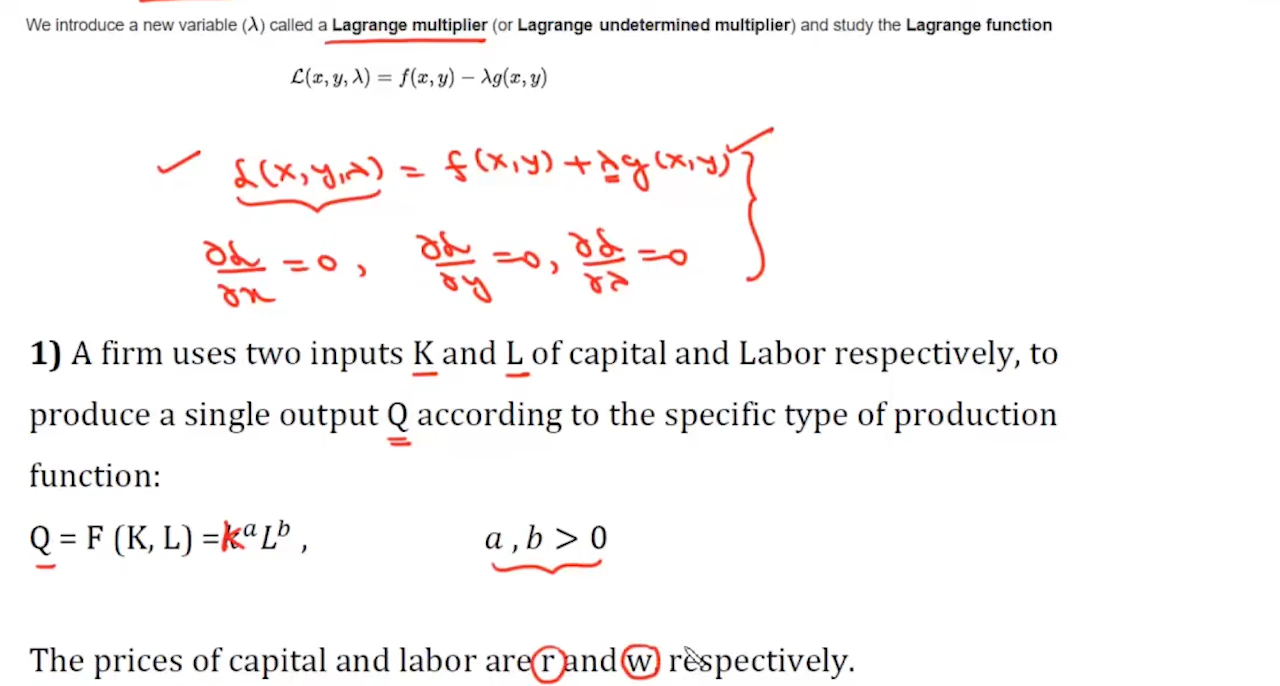 We introduce a new variable (λ) called a Lagrange multiplier (or Lagrange undetermined multiplier) and study the Lagrange function
ℒ(x, y, λ) = f(x, y) − λg(x, y)
ℒ(x, y, λ) = f(x, y) + λg(x, y)
∂ℒ/∂x = 0, ∂ℒ/∂y = 0, ∂ℒ/∂λ = 0
1) A firm uses two inputs K and L of capital and Labor respectively, to
produce a single output Q according to the specific type of production
function:
Q = F (K, L) =kᵃLᵇ , a , b > 0
The prices of capital and labor are r and w respectively.